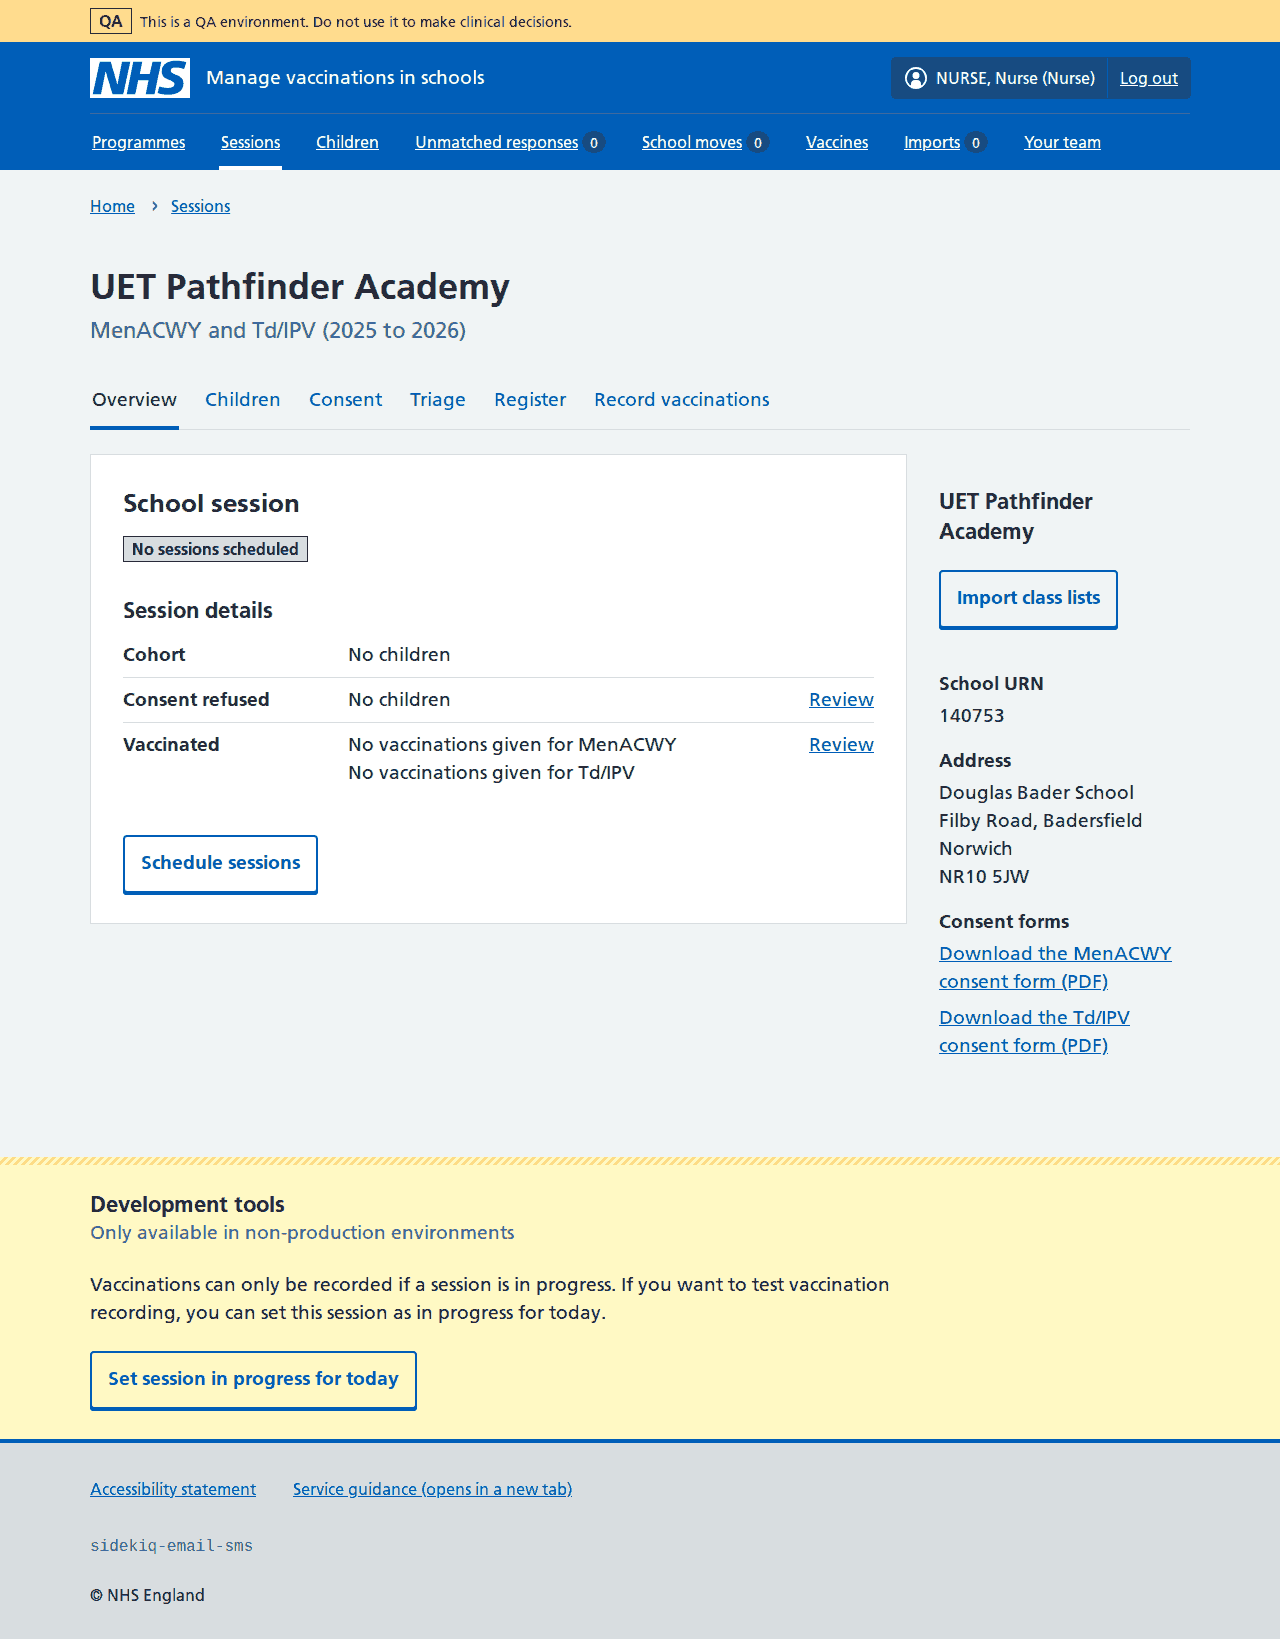 QA This is a QA environment. Do not use it to make clinical decisions.
NHS Manage vaccinations in schools NURSE, Nurse (Nurse) Log out
Programmes Sessions Children Unmatched responses 0 School moves 0 Vaccines Imports 0 Your team
Home › Sessions
UET Pathfinder Academy
MenACWY and Td/IPV (2025 to 2026)
Overview Children Consent Triage Register Record vaccinations
School session
No sessions scheduled
Session details
Cohort No children
Consent refused No children Review
Vaccinated No vaccinations given for MenACWY Review
No vaccinations given for Td/IPV
Schedule sessions
UET Pathfinder
Academy
Import class lists
School URN
140753
Address
Douglas Bader School
Filby Road, Badersfield
Norwich
NR10 5JW
Consent forms
Download the MenACWY
consent form (PDF)
Download the Td/IPV
consent form (PDF)
Development tools
Only available in non-production environments
Vaccinations can only be recorded if a session is in progress. If you want to test vaccination
recording, you can set this session as in progress for today.
Set session in progress for today
Accessibility statement Service guidance (opens in a new tab)
sidekiq-email-sms
© NHS England